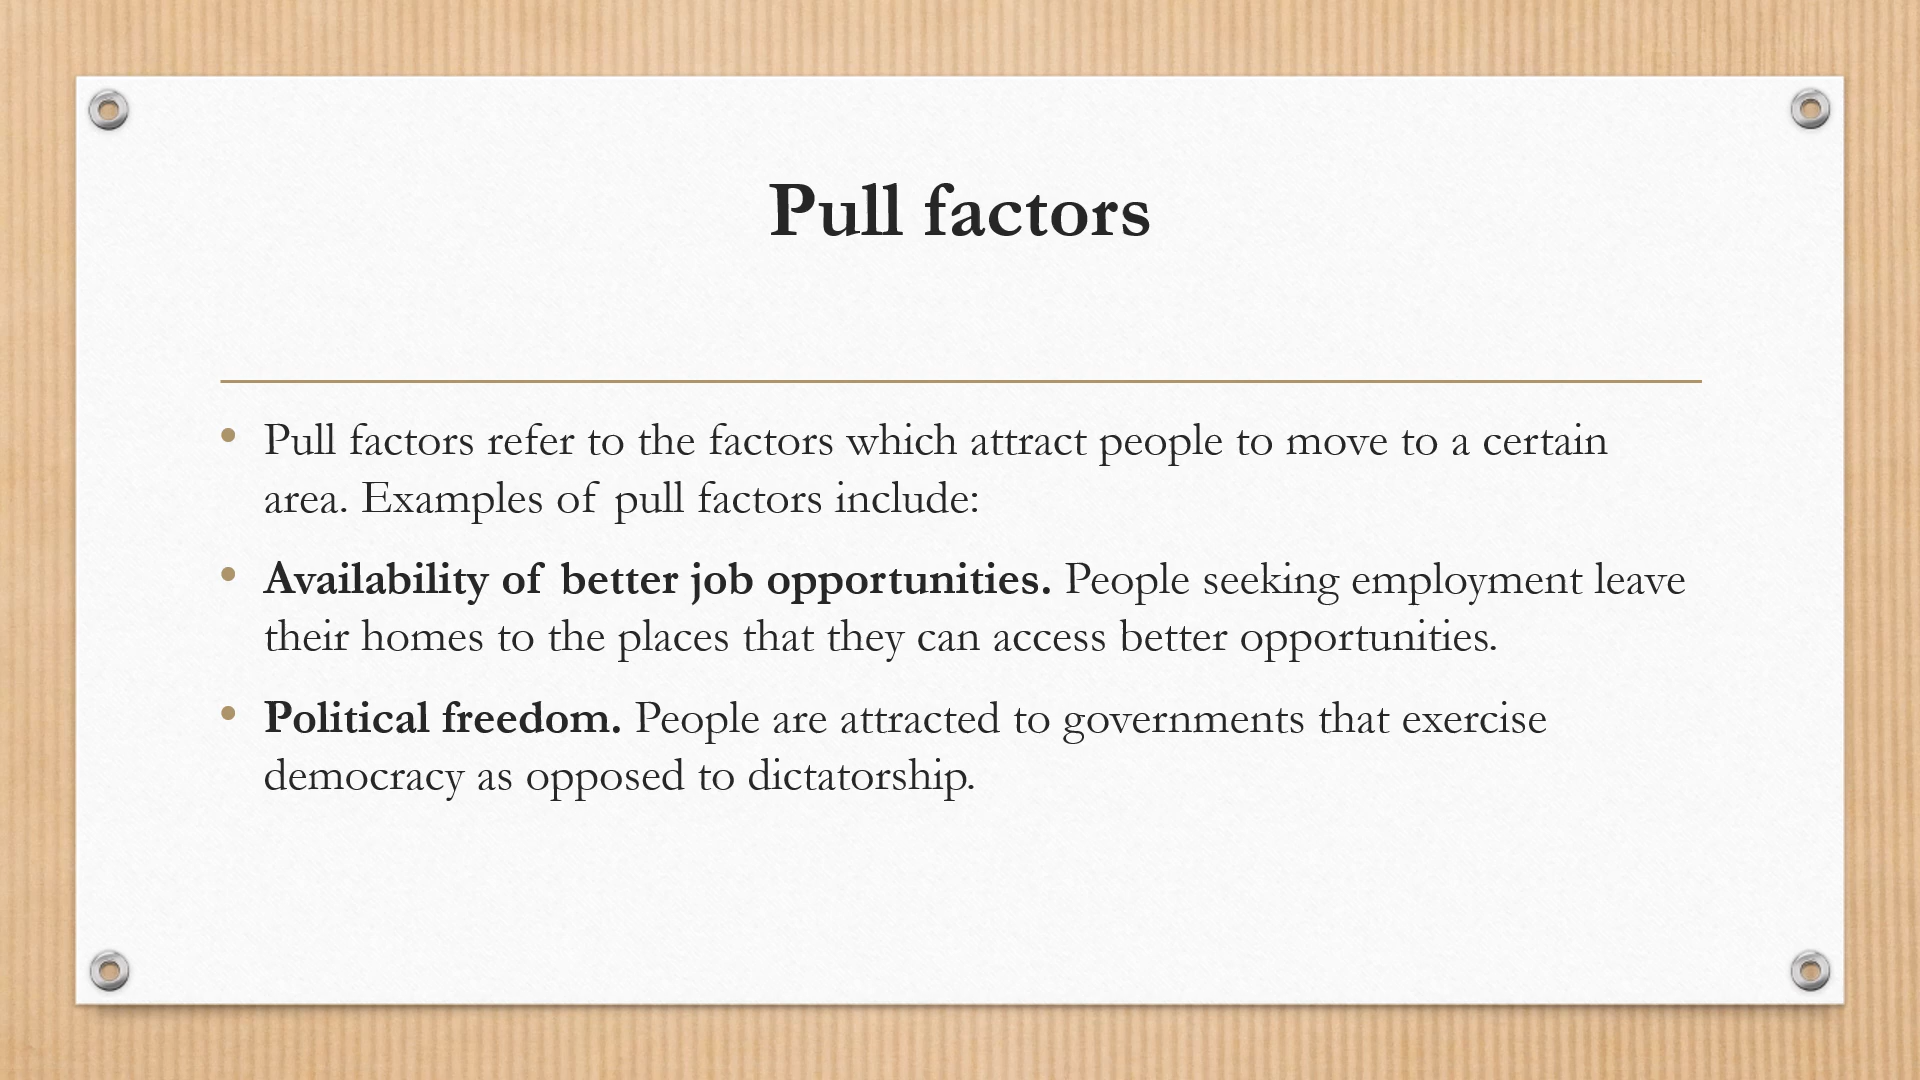 Pull factors
• Pull factors refer to the factors which attract people to move to a certain
area. Examples of pull factors include:
• Availability of better job opportunities. People seeking employment leave
their homes to the places that they can access better opportunities.
• Political freedom. People are attracted to governments that exercise
democracy as opposed to dictatorship.